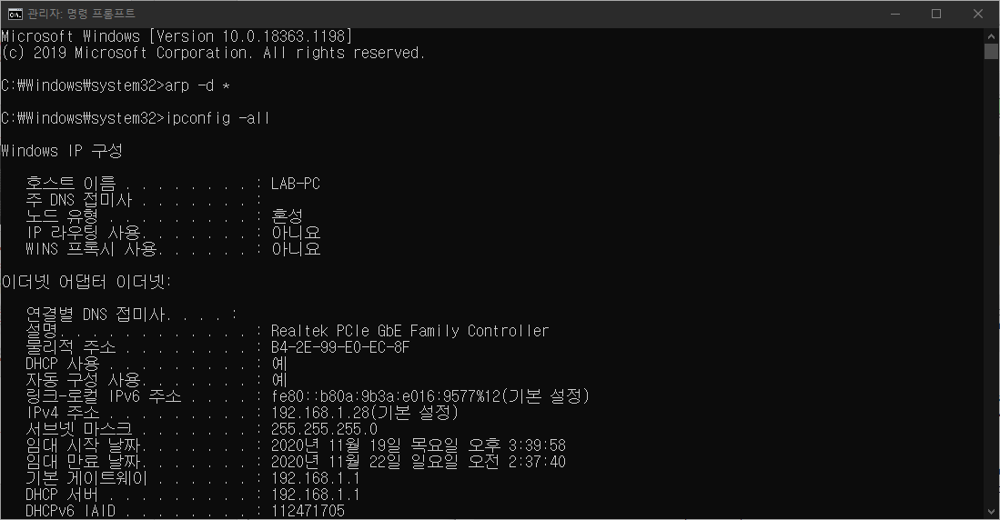 관리자: 명령 프롬프트
Microsoft Windows [Version 10.0.18363.1198]
(c) 2019 Microsoft Corporation. All rights reserved.
C:₩Windows₩system32>arp -d *
C:₩Windows₩system32>ipconfig -all
Windows IP 구성
호스트 이름 . . . . . . . . : LAB-PC
주 DNS 접미사 . . . . . . . :
노드 유형 . . . . . . . . . : 혼성
IP 라우팅 사용. . . . . . . : 아니요
WINS 프록시 사용. . . . . . : 아니요
이더넷 어댑터 이더넷:
연결별 DNS 접미사. . . . :
설명. . . . . . . . . . . . : Realtek PCIe GbE Family Controller
물리적 주소 . . . . . . . . : B4-2E-99-E0-EC-8F
DHCP 사용 . . . . . . . . . : 예
자동 구성 사용. . . . . . . : 예
링크-로컬 IPv6 주소 . . . . : fe80::b80a:9b3a:e016:9577%12(기본 설정)
IPv4 주소 . . . . . . . . . : 192.168.1.28(기본 설정)
서브넷 마스크 . . . . . . . : 255.255.255.0
임대 시작 날짜. . . . . . . : 2020년 11월 19일 목요일 오후 3:39:58
임대 만료 날짜. . . . . . . : 2020년 11월 22일 일요일 오전 2:37:40
기본 게이트웨이 . . . . . . : 192.168.1.1
DHCP 서버 . . . . . . . . . : 192.168.1.1
DHCPv6 IAID . . . . . . . . : 112471705